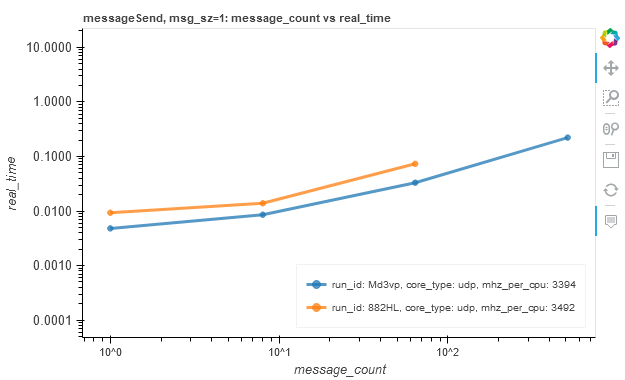 messageSend, msg_sz=1: message_count vs real_time
10.0000
1.0000
0.1000
0.0100
0.0010
0.0001
real_time
run_id: Md3vp, core_type: udp, mhz_per_cpu: 3394
run_id: 882HL, core_type: udp, mhz_per_cpu: 3492
10^0 10^1 10^2
message_count